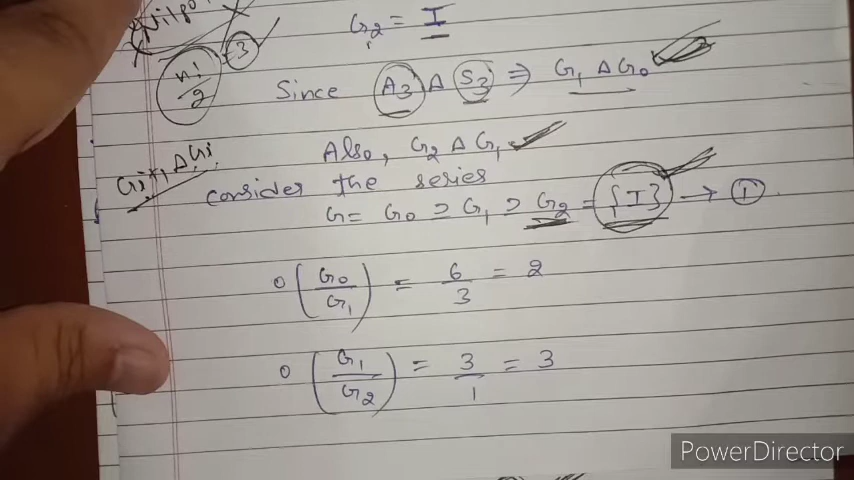 G₂ = I
n!/2 = 3
Since A₃ Δ S₃ ⇒ G₁ Δ G₀
Also, G₂ Δ G₁
Gi+1 Δ Gi
Consider the series
G = G₀ ⊇ G₁ ⊇ G₂ = {I} → ①
o(G₀/G₁) = 6/3 = 2
o(G₁/G₂) = 3/1 = 3
PowerDirector